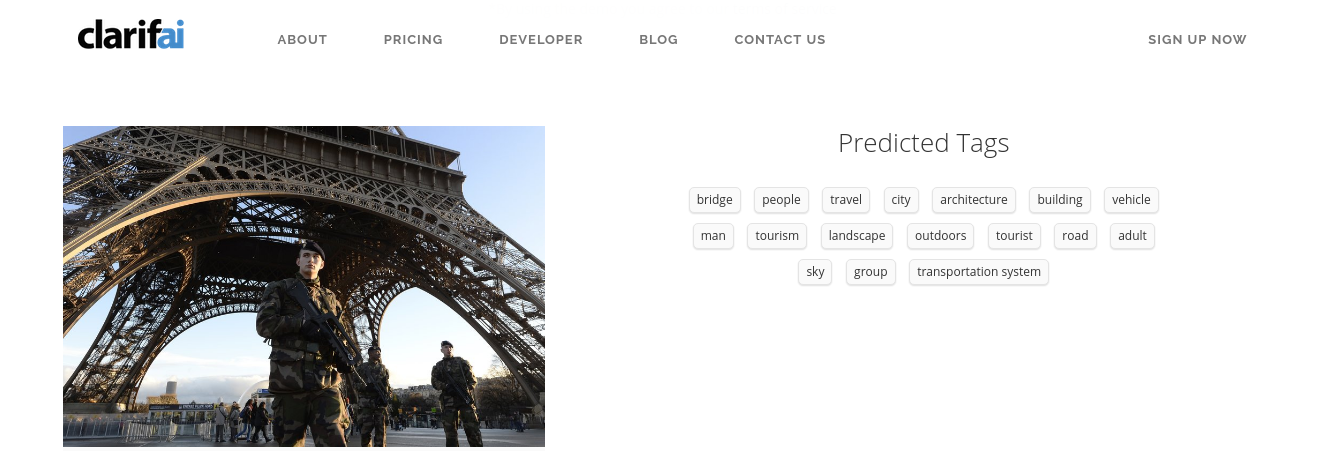 clarifai ABOUT PRICING DEVELOPER BLOG CONTACT US SIGN UP NOW
Predicted Tags
bridge people travel city architecture building vehicle
man tourism landscape outdoors tourist road adult
sky group transportation system